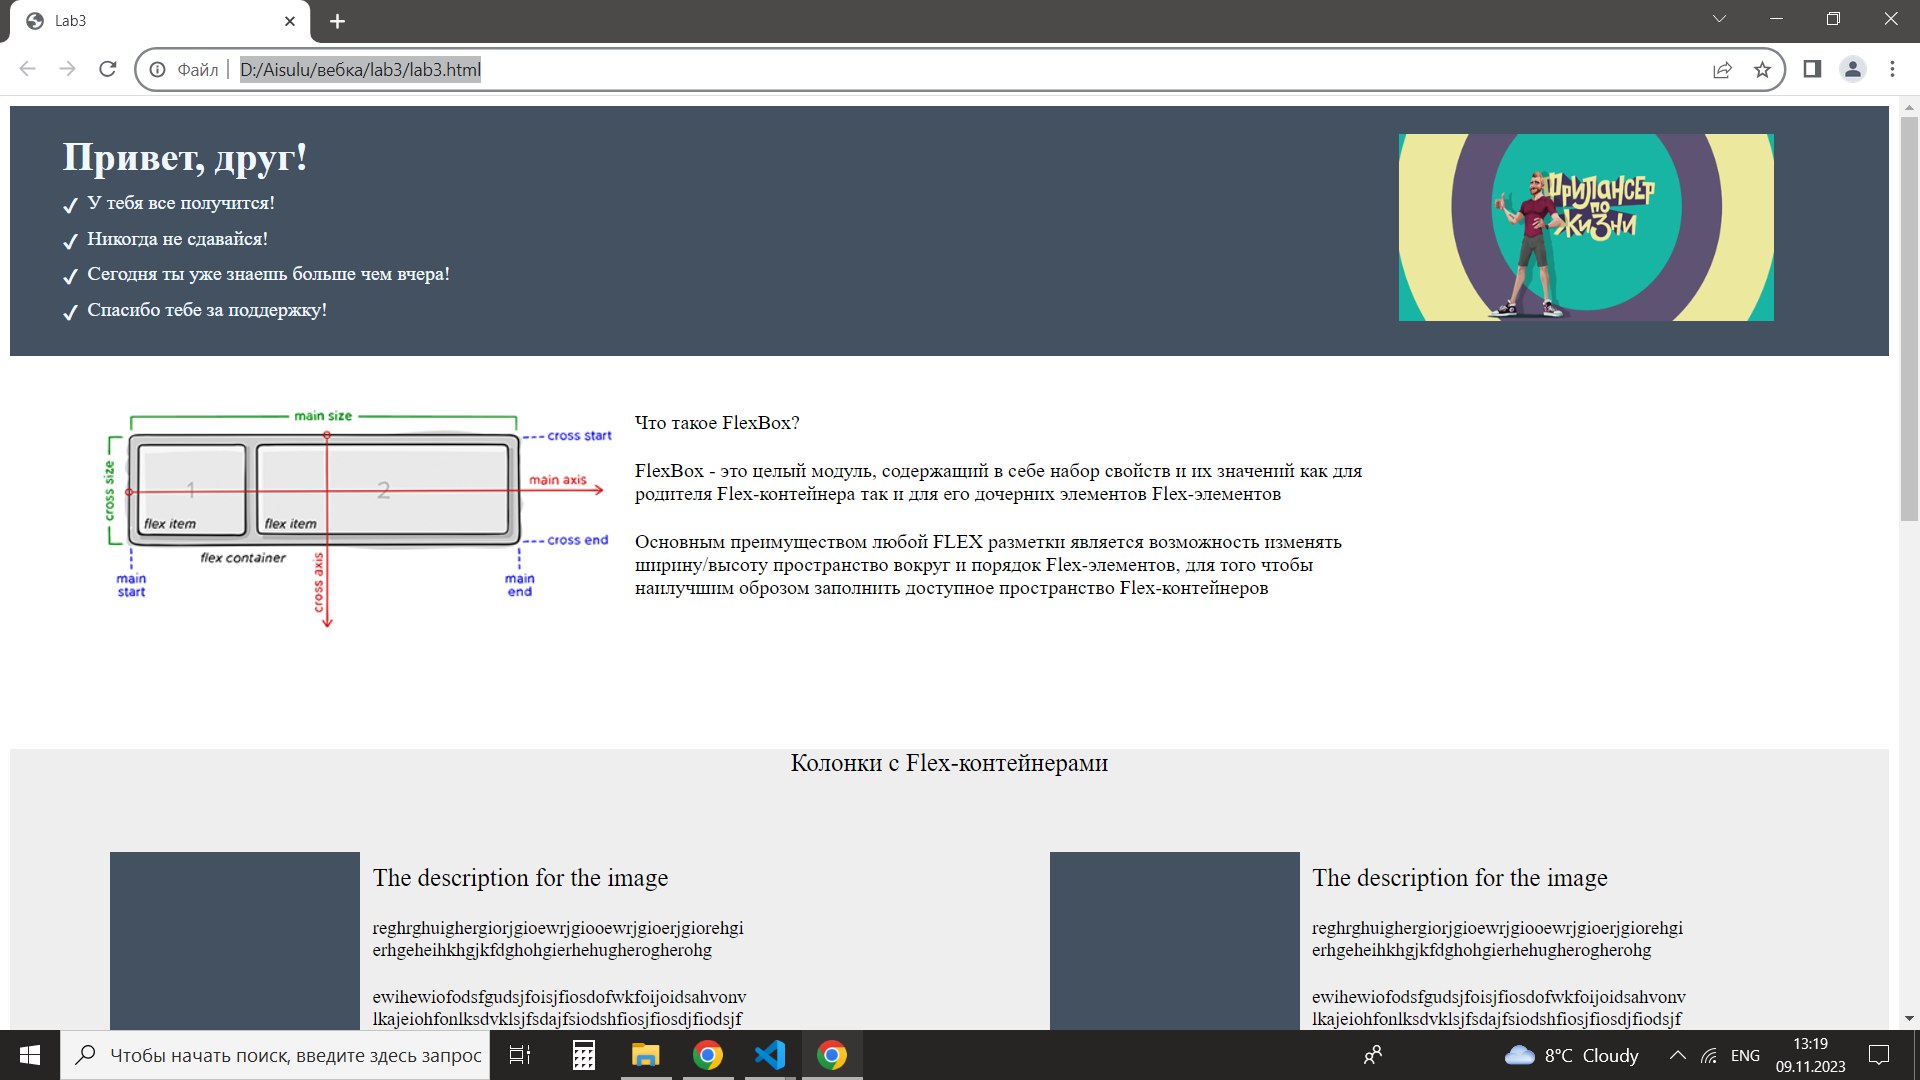 Lab3
Файл
D:/Aisulu/вебка/lab3/lab3.html
Привет, друг!
У тебя все получится!
Никогда не сдавайся!
Сегодня ты уже знаешь больше чем вчера!
Спасибо тебе за поддержку!
ФРИЛАНСЕР
ПО
ЖИЗНИ
main size
cross size
cross start
main axis
1
2
flex item
flex item
cross end
flex container
main
start
cross axis
main
end
Что такое FlexBox?
FlexBox - это целый модуль, содержащий в себе набор свойств и их значений как для
родителя Flex-контейнера так и для его дочерних элементов Flex-элементов
Основным преимуществом любой FLEX разметки является возможность изменять
ширину/высоту пространство вокруг и порядок Flex-элементов, для того чтобы
наилучшим оброзом заполнить доступное пространство Flex-контейнеров
Колонки с Flex-контейнерами
The description for the image
reghrghuighergiorjgioewrjgiooewrjgioerjgiorehgi
erhgeheihkhgjkfdghohgierhehugherogherohg
ewihewiofodsfgudsjfoisjfiosdofwkfoijoidsahvonv
lkajeiohfonlksdvklsjfsdajfsiodshfiosjfiosdjfiodsjf
The description for the image
reghrghuighergiorjgioewrjgiooewrjgioerjgiorehgi
erhgeheihkhgjkfdghohgierhehugherogherohg
ewihewiofodsfgudsjfoisjfiosdofwkfoijoidsahvonv
lkajeiohfonlksdvklsjfsdajfsiodshfiosjfiosdjfiodsjf
Чтобы начать поиск, введите здесь запрос
8°C Cloudy
ENG
13:19
09.11.2023